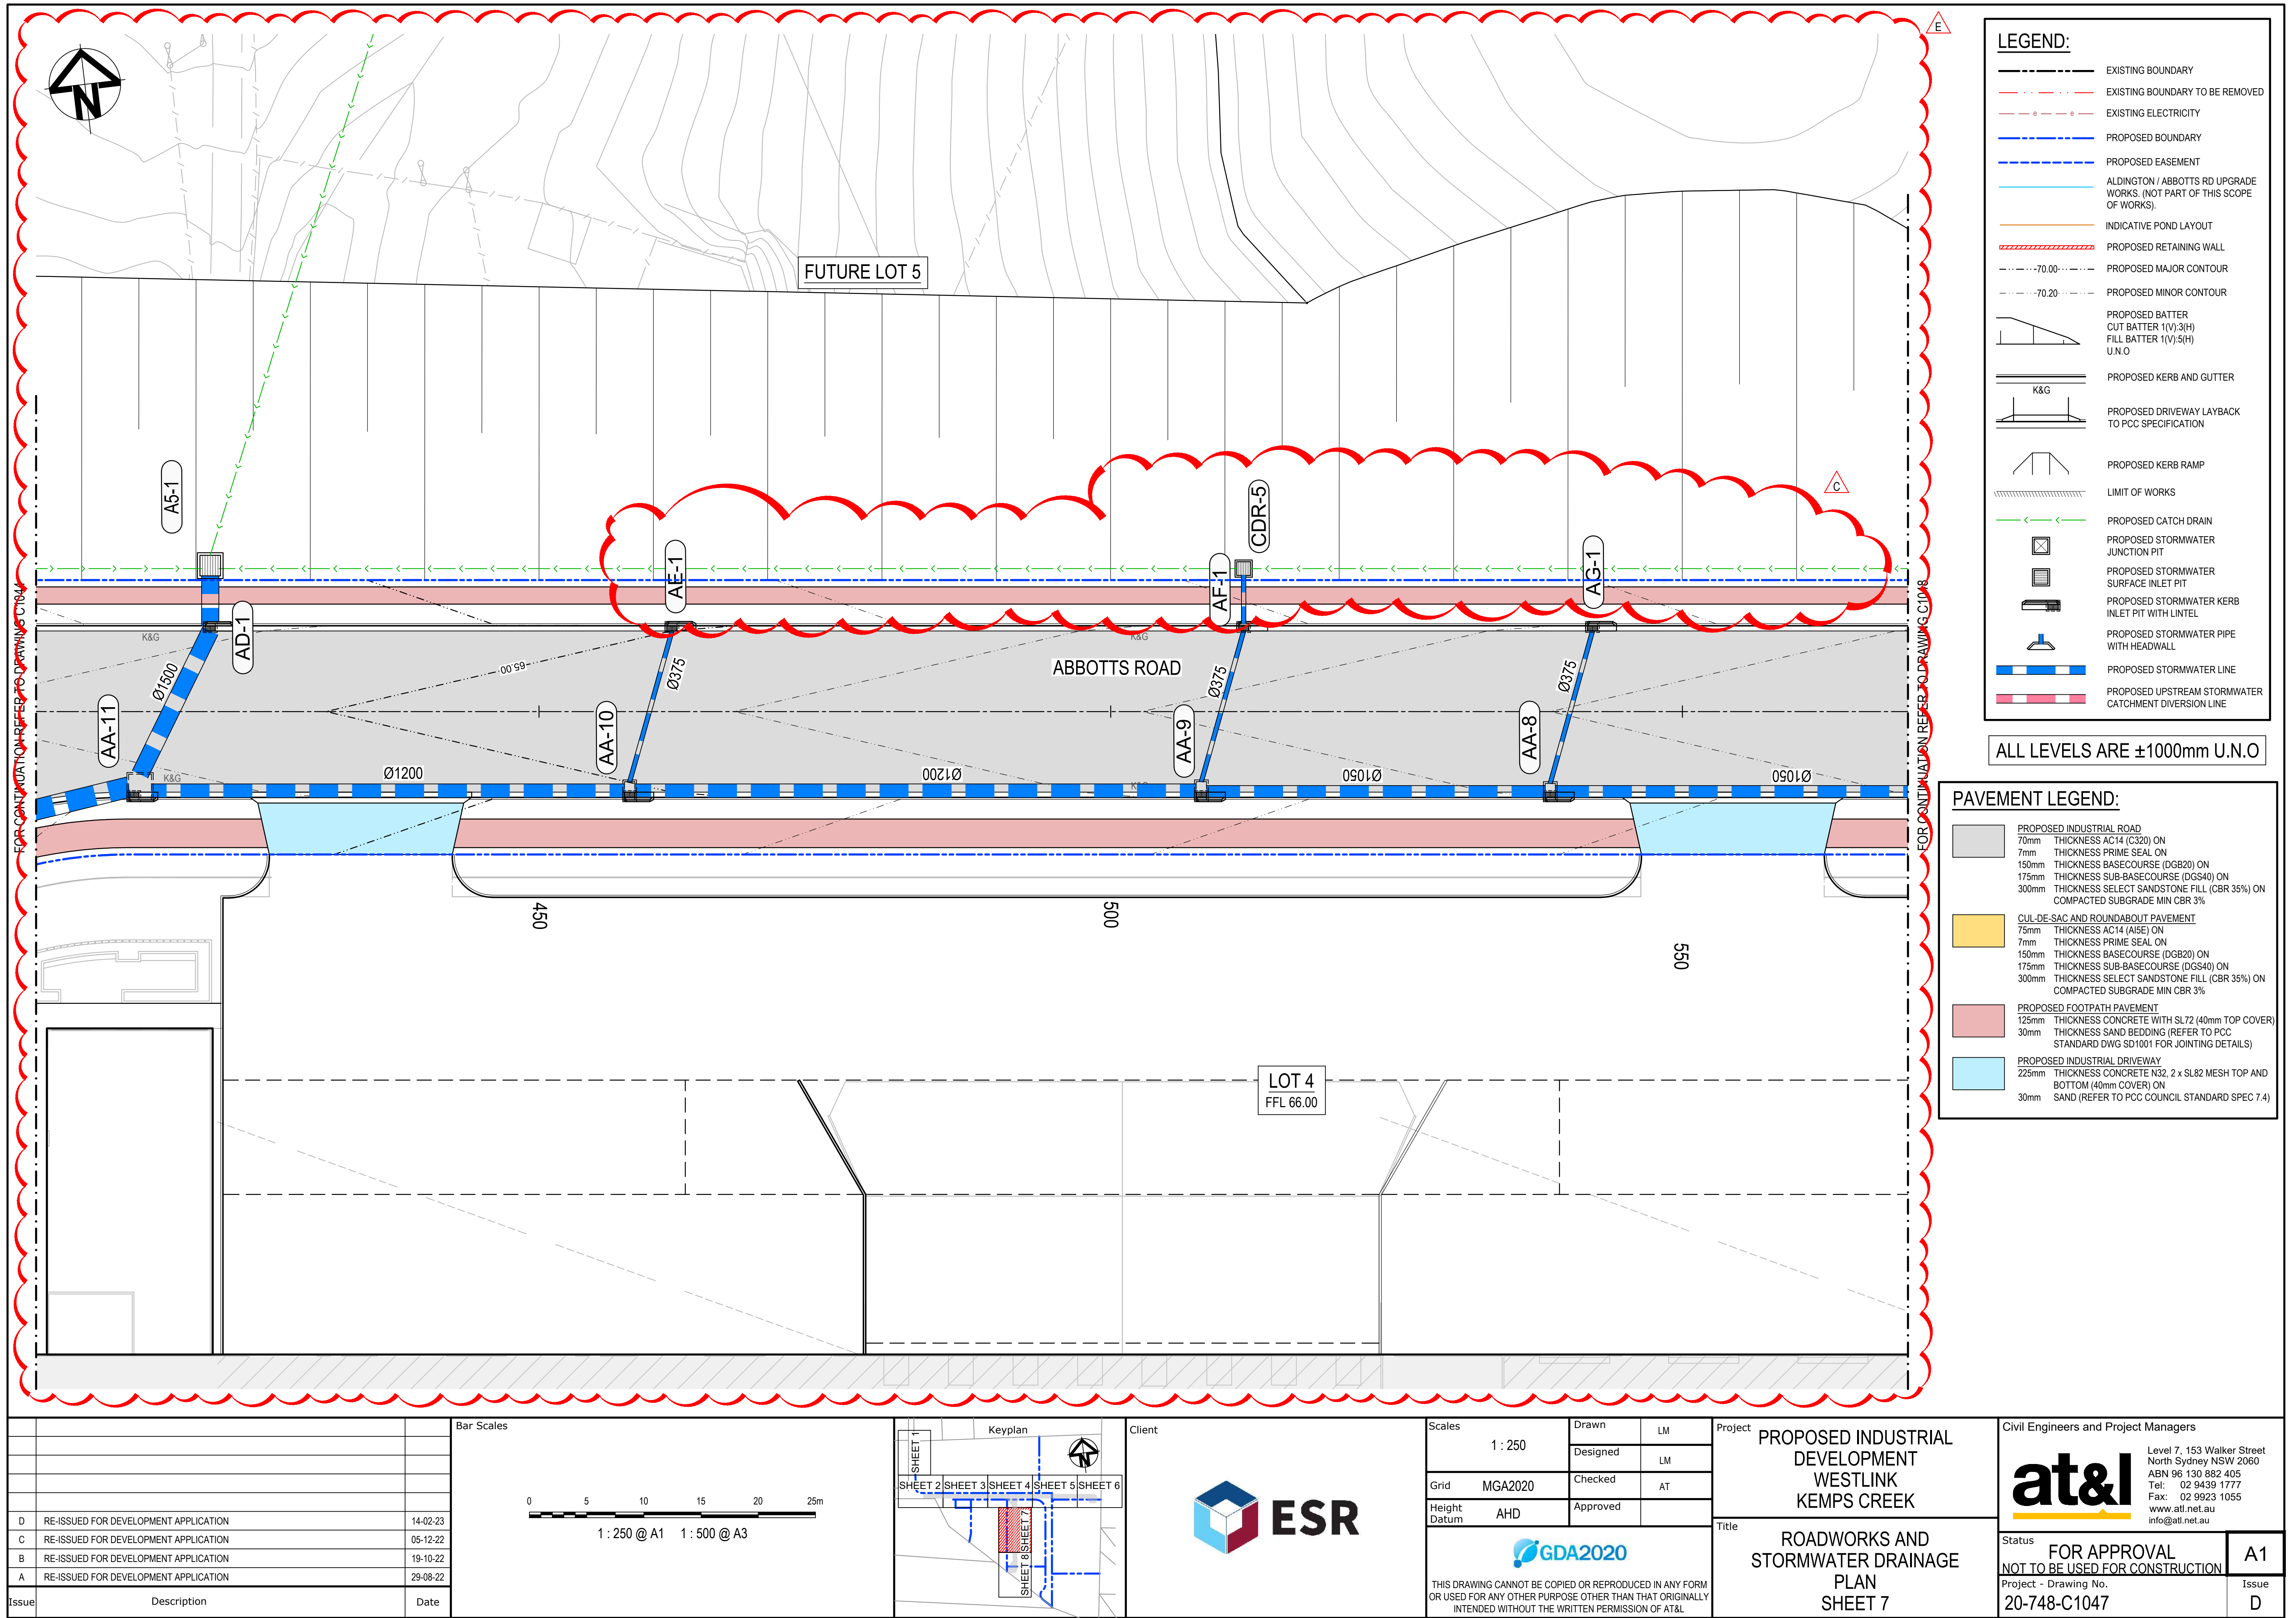 E
N
FUTURE LOT 5
A5-1
AD-1
AE-1
AF-1
CDR-5
AG-1
C
K&G
K&G
Ø1500
65.00
Ø375
Ø375
Ø375
ABBOTTS ROAD
AA-11
AA-10
AA-9
AA-8
K&G
K&G
Ø1200
Ø1200
Ø1050
Ø1050
FOR CONTINUATION REFER TO DRAWING C1044
FOR CONTINUATION REFER TO DRAWING C1048
450
500
550
LOT 4
FFL 66.00
LEGEND:
EXISTING BOUNDARY
EXISTING BOUNDARY TO BE REMOVED
e e
EXISTING ELECTRICITY
PROPOSED BOUNDARY
PROPOSED EASEMENT
ALDINGTON / ABBOTTS RD UPGRADE
WORKS. (NOT PART OF THIS SCOPE
OF WORKS).
INDICATIVE POND LAYOUT
PROPOSED RETAINING WALL
70.00
PROPOSED MAJOR CONTOUR
70.20
PROPOSED MINOR CONTOUR
PROPOSED BATTER
CUT BATTER 1(V):3(H)
FILL BATTER 1(V):5(H)
U.N.O
PROPOSED KERB AND GUTTER
K&G
PROPOSED DRIVEWAY LAYBACK
TO PCC SPECIFICATION
PROPOSED KERB RAMP
LIMIT OF WORKS
PROPOSED CATCH DRAIN
PROPOSED STORMWATER
JUNCTION PIT
PROPOSED STORMWATER
SURFACE INLET PIT
PROPOSED STORMWATER KERB
INLET PIT WITH LINTEL
PROPOSED STORMWATER PIPE
WITH HEADWALL
PROPOSED STORMWATER LINE
PROPOSED UPSTREAM STORMWATER
CATCHMENT DIVERSION LINE
ALL LEVELS ARE ±1000mm U.N.O
PAVEMENT LEGEND:
PROPOSED INDUSTRIAL ROAD
70mm THICKNESS AC14 (C320) ON
7mm THICKNESS PRIME SEAL ON
150mm THICKNESS BASECOURSE (DGB20) ON
175mm THICKNESS SUB-BASECOURSE (DGS40) ON
300mm THICKNESS SELECT SANDSTONE FILL (CBR 35%) ON
COMPACTED SUBGRADE MIN CBR 3%
CUL-DE-SAC AND ROUNDABOUT PAVEMENT
75mm THICKNESS AC14 (AI5E) ON
7mm THICKNESS PRIME SEAL ON
150mm THICKNESS BASECOURSE (DGB20) ON
175mm THICKNESS SUB-BASECOURSE (DGS40) ON
300mm THICKNESS SELECT SANDSTONE FILL (CBR 35%) ON
COMPACTED SUBGRADE MIN CBR 3%
PROPOSED FOOTPATH PAVEMENT
125mm THICKNESS CONCRETE WITH SL72 (40mm TOP COVER)
30mm THICKNESS SAND BEDDING (REFER TO PCC
STANDARD DWG SD1001 FOR JOINTING DETAILS)
PROPOSED INDUSTRIAL DRIVEWAY
225mm THICKNESS CONCRETE N32, 2 x SL82 MESH TOP AND
BOTTOM (40mm COVER) ON
30mm SAND (REFER TO PCC COUNCIL STANDARD SPEC 7.4)
D RE-ISSUED FOR DEVELOPMENT APPLICATION 14-02-23
C RE-ISSUED FOR DEVELOPMENT APPLICATION 05-12-22
B RE-ISSUED FOR DEVELOPMENT APPLICATION 19-10-22
A RE-ISSUED FOR DEVELOPMENT APPLICATION 29-08-22
Issue Description Date
Bar Scales
0 5 10 15 20 25m
1 : 250 @ A1 1 : 500 @ A3
Keyplan
N
SHEET 1
SHEET 2 SHEET 3 SHEET 4 SHEET 5 SHEET 6
SHEET 7
SHEET 8
Client
ESR
Scales
1 : 250
Grid MGA2020
Height
Datum
AHD
Drawn LM
Designed LM
Checked AT
Approved
GDA2020
THIS DRAWING CANNOT BE COPIED OR REPRODUCED IN ANY FORM
OR USED FOR ANY OTHER PURPOSE OTHER THAN THAT ORIGINALLY
INTENDED WITHOUT THE WRITTEN PERMISSION OF AT&L
Project
PROPOSED INDUSTRIAL
DEVELOPMENT
WESTLINK
KEMPS CREEK
Title
ROADWORKS AND
STORMWATER DRAINAGE
PLAN
SHEET 7
Civil Engineers and Project Managers
at&l
Level 7, 153 Walker Street
North Sydney NSW 2060
ABN 96 130 882 405
Tel: 02 9439 1777
Fax: 02 9923 1055
www.atl.net.au
info@atl.net.au
Status
FOR APPROVAL
NOT TO BE USED FOR CONSTRUCTION
A1
Project - Drawing No.
20-748-C1047
Issue
D